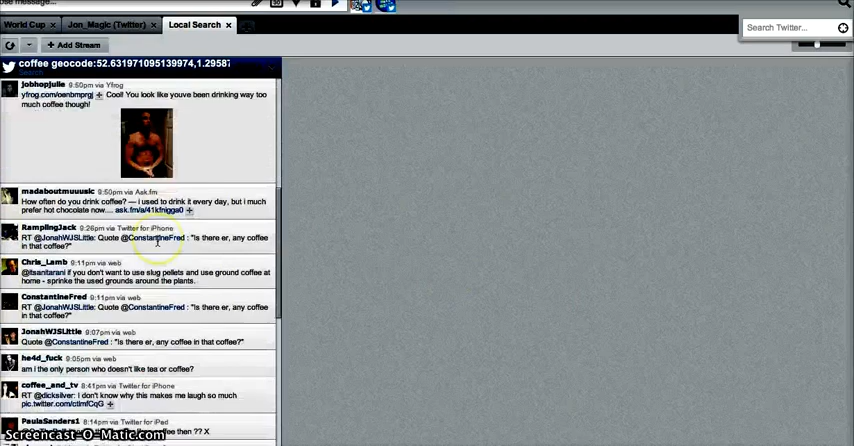 World Cup × Jon_Magic (Twitter) × Local Search ×
Search Twitter...
+ Add Stream
coffee geocode:52.631971095139974,1.2958?
Search
jobhopjulie 9:50pm via Yfrog
Cool! You look like youve been drinking way too
much coffee though!
madaboutmuuusic 9:50pm via Ask.fm
How often do you drink coffee? — i used to drink it every day, but i much
prefer hot chocolate now....
RamplingJack 9:26pm via Twitter for iPhone
RT @JonahWJSLittle: Quote @ConstantineFred : "Is there er, any coffee
in that coffee?"
Chris_Lamb 9:11pm via web
@itsanitarani if you don't want to use slug pellets and use ground coffee at
home - sprinke the used grounds around the plants.
ConstantineFred 9:11pm via web
RT @JonahWJSLittle: Quote @ConstantineFred : "Is there er, any coffee
in that coffee?"
JonahWJSLittle 9:07pm via web
Quote @ConstantineFred : "Is there er, any coffee in that coffee?"
he4d_fuck 9:05pm via web
am i the only person who doesn't like tea or coffee?
coffee_and_tv 8:41pm via Twitter for iPhone
RT @dicksilver: I don't know why this makes me laugh so much
pic.twitter.com/ctlmfCqG
PaulaSanders1 8:14pm via Twitter for iPad
coffee then ?? X
Screencast-O-Matic.com